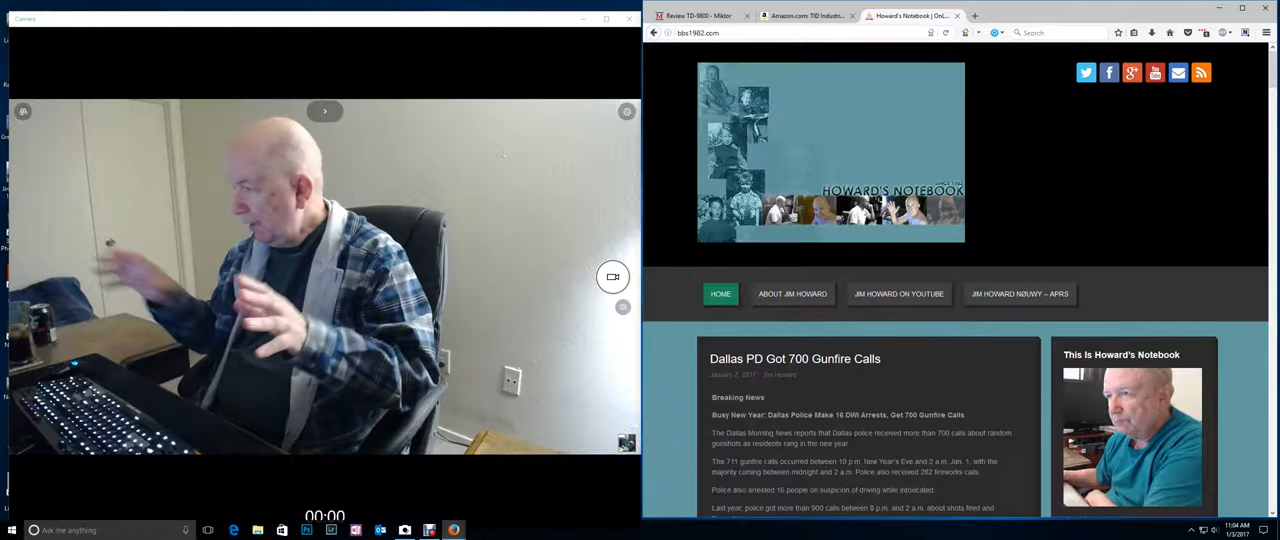 Camera
Review TD-9800 - Miklor
Amazon.com: TID Industri...
Howard's Notebook | OnL...
bbs1982.com
Search
SINCE 1982
HOWARD'S NOTEBOOK
HOME
ABOUT JIM HOWARD
JIM HOWARD ON YOUTUBE
JIM HOWARD NØUWY – APRS
Dallas PD Got 700 Gunfire Calls
January 2, 2017 Jim Howard
Breaking News
Busy New Year: Dallas Police Make 16 DWI Arrests, Get 700 Gunfire Calls
The Dallas Morning News reports that Dallas police received more than 700 calls about random
gunshots as residents rang in the new year
The 711 gunfire calls occurred between 10 p.m. New Year's Eve and 2 a.m. Jan. 1, with the
majority coming between midnight and 2 a.m. Police also received 262 fireworks calls.
Police also arrested 16 people on suspicion of driving while intoxicated.
Last year, police got more than 900 calls between 8 p.m. and 2 a.m. about shots fired and
This Is Howard's Notebook
00:00
Ask me anything
11:04 AM
1/3/2017